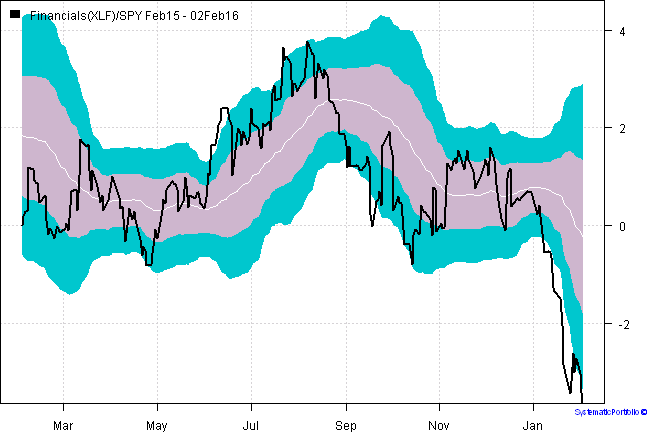 Financials(XLF)/SPY Feb15 - 02Feb16
4
2
0
-2
Mar May Jul Sep Nov Jan
SystematicPortfolio ©